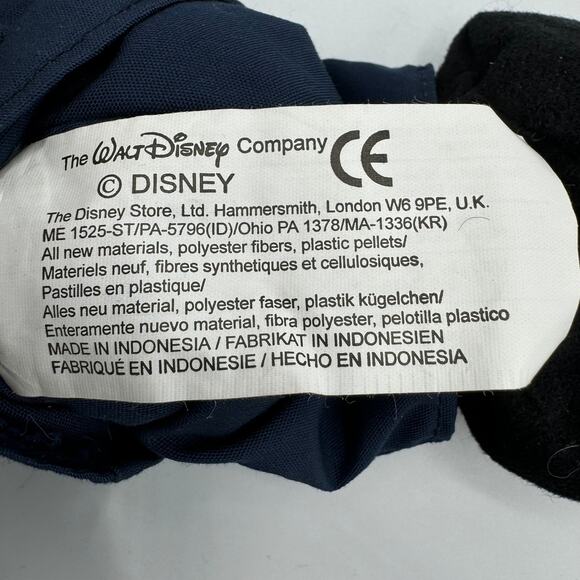 The WALT DISNEY Company CE
© DISNEY
The Disney Store, Ltd. Hammersmith, London W6 9PE, U.K.
ME 1525-ST/PA-5796(ID)/Ohio PA 1378/MA-1336(KR)
All new materials, polyester fibers, plastic pellets/
Materiels neuf, fibres synthetiques et cellulosiques,
Pastilles en plastique/
Alles neu material, polyester faser, plastik kügelchen/
Enteramente nuevo material, fibra polyester, pelotilla plastico
MADE IN INDONESIA / FABRIKAT IN INDONESIEN
FABRIQUÉ EN INDONESIE / HECHO EN INDONESIA